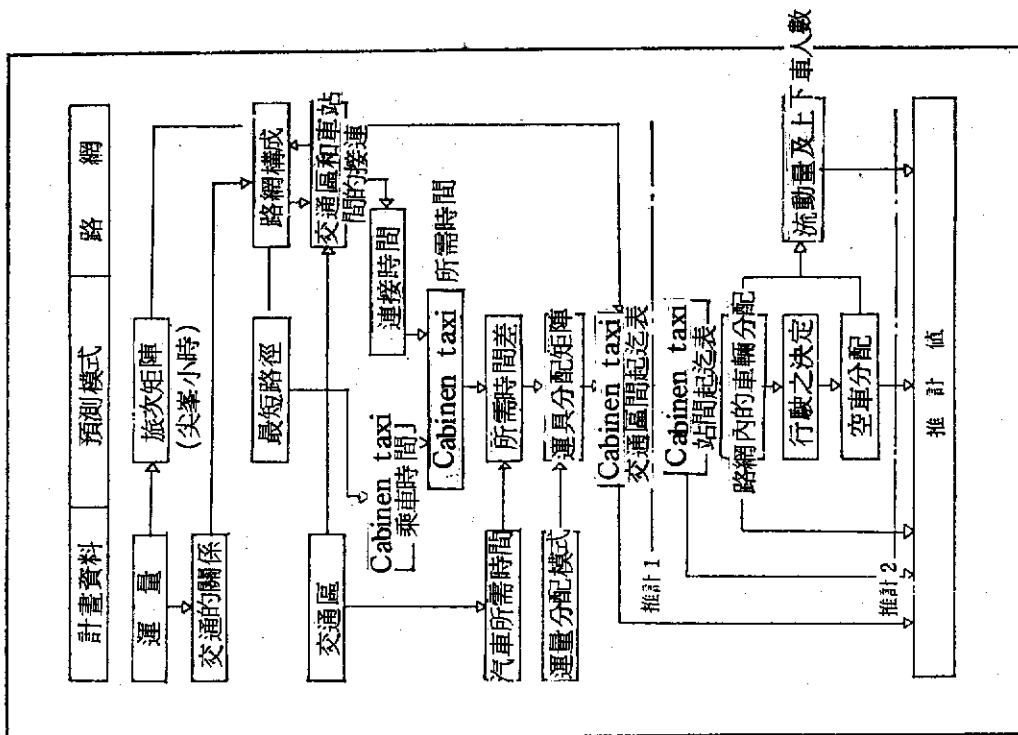 計畫資料
預測模式
路網
運量
旅次矩陣
(尖峯小時)
交通的關係
路網構成
最短路徑
交通區
交通區和車站
間的接連
Cabinen taxi
乘車時間
連接時間
Cabinen taxi 所需時間
汽車所需時間
所需時間差
運量分配模式
運具分配矩陣
Cabinen taxi
交通區間起迄表
推計1
Cabinen taxi
站間起迄表
路網內的車輛分配
行駛之決定
空車分配
流動量及上下車人數
推計2
推計值